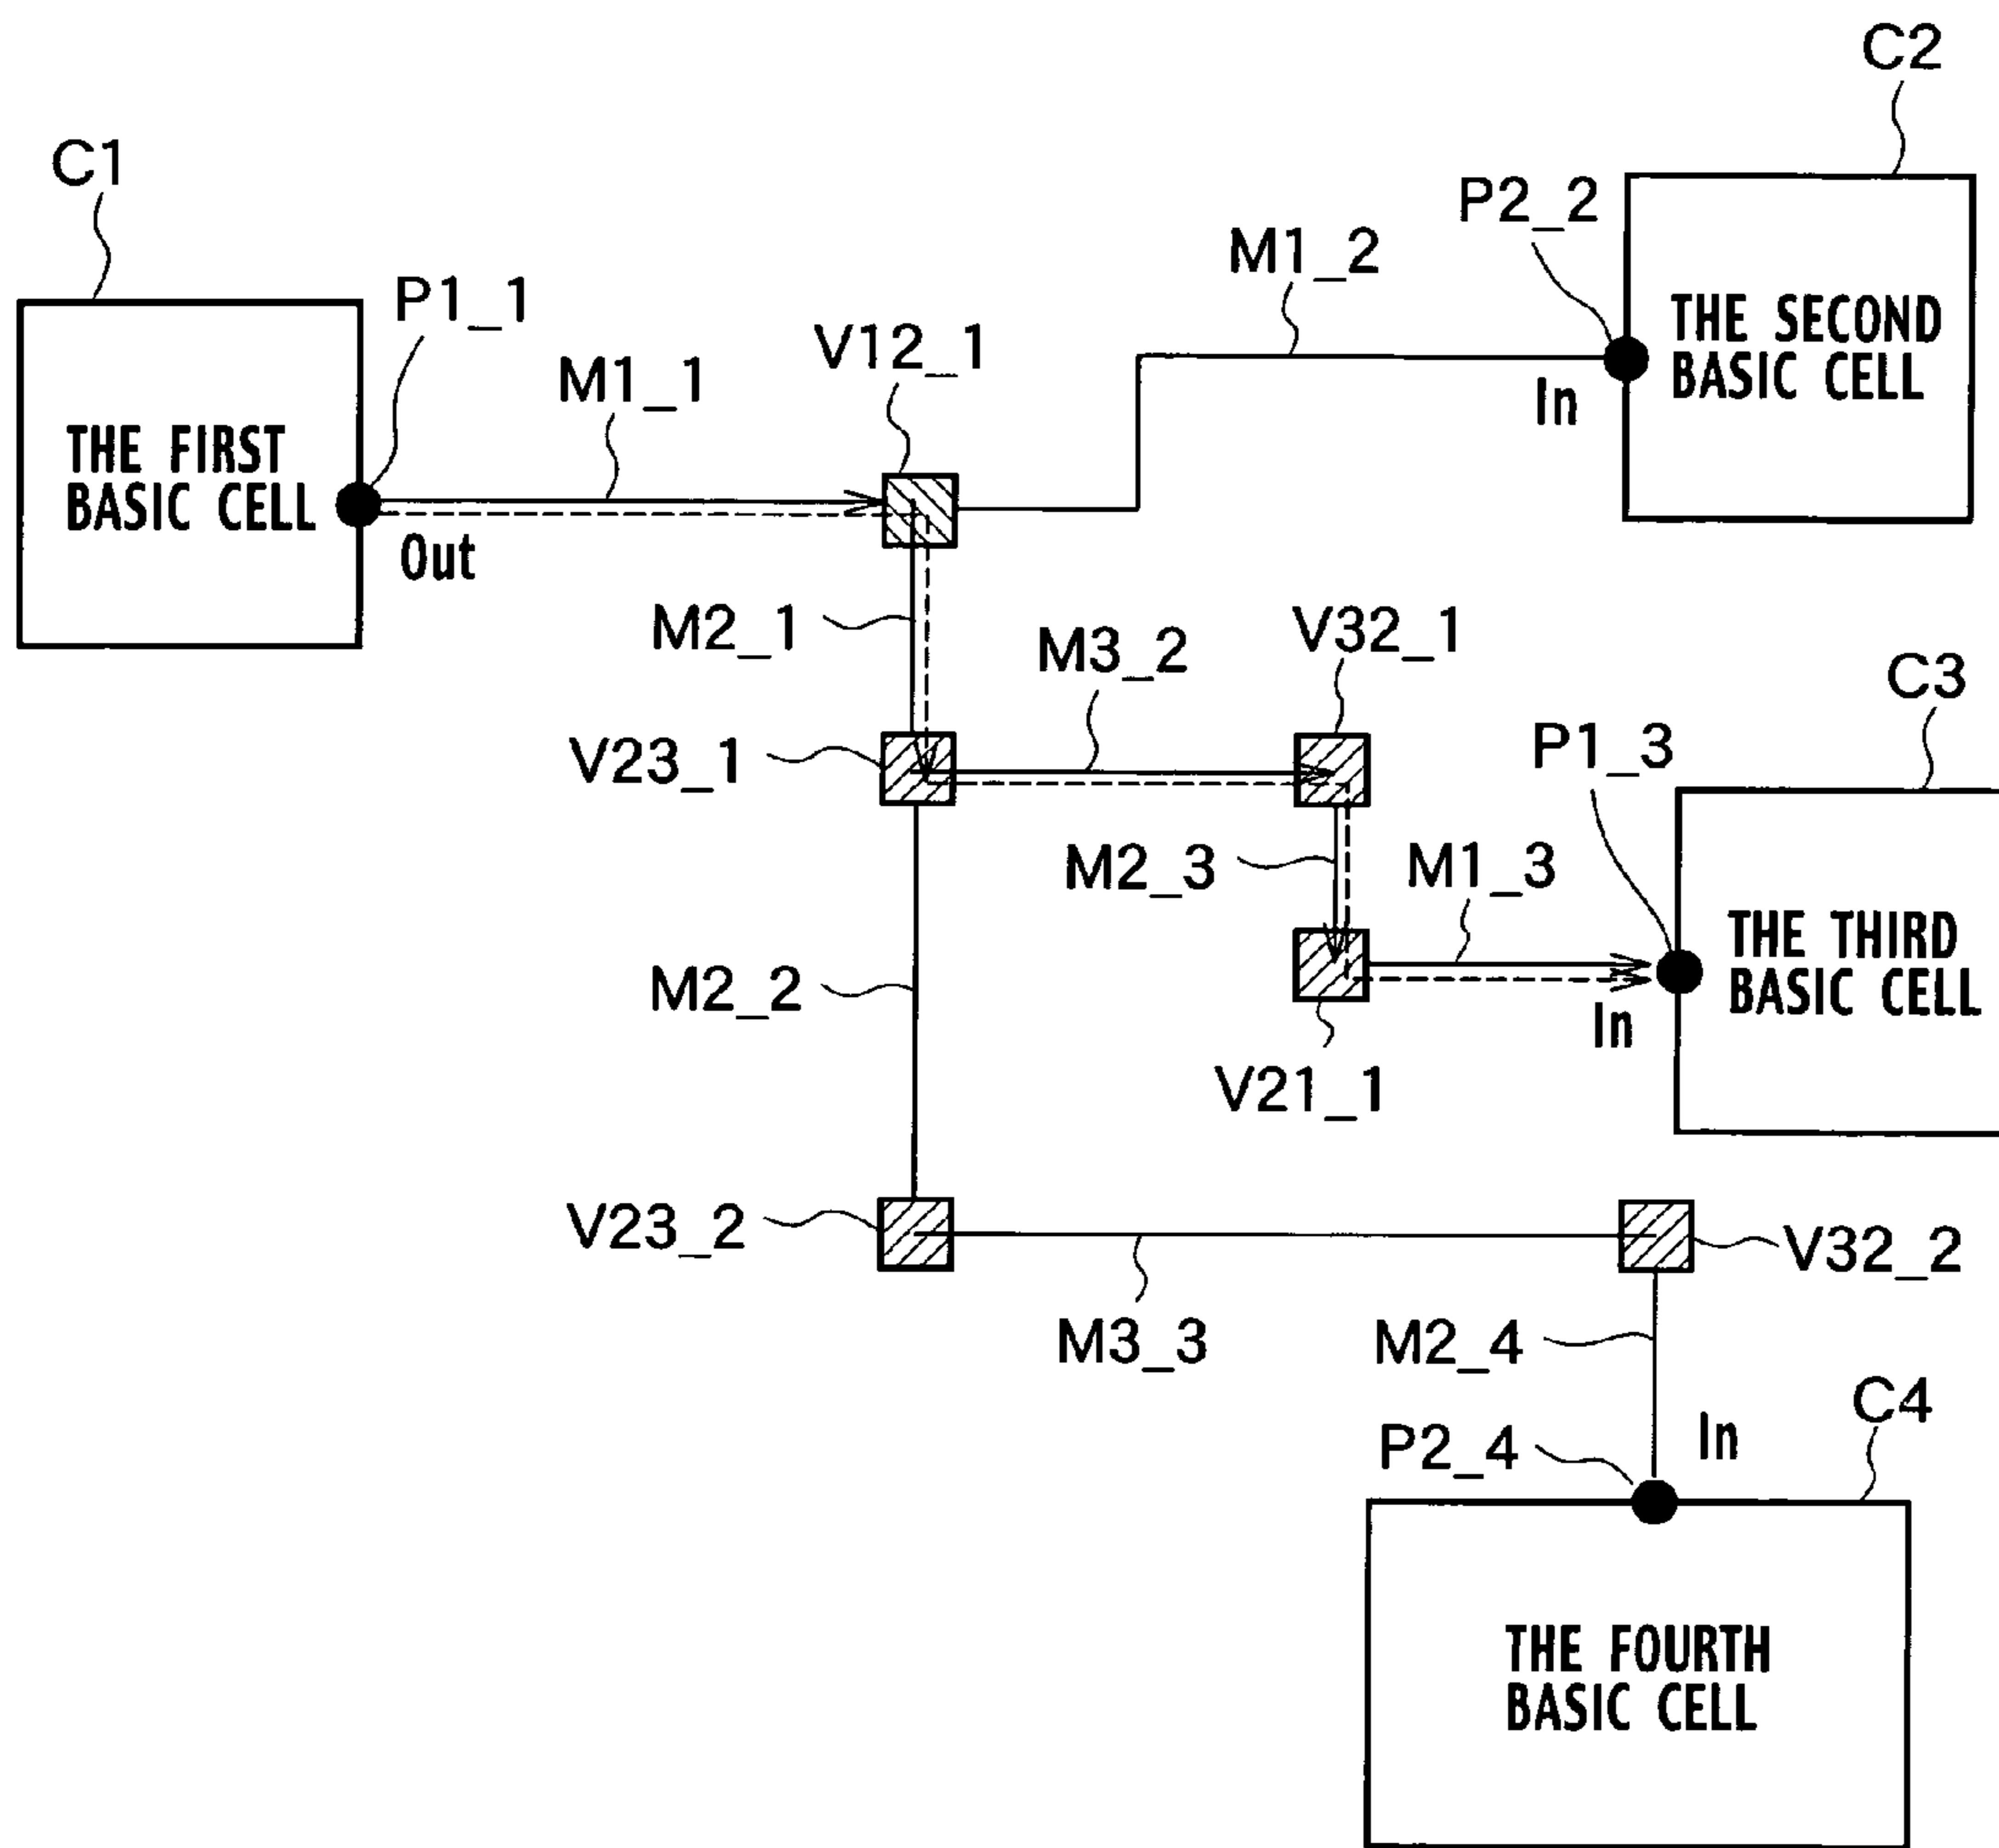 C2
C1
P2_2
M1_2
P1_1
V12_1
M1_1
THE SECOND
BASIC CELL
In
THE FIRST
BASIC CELL
Out
M2_1
M3_2
V32_1
C3
V23_1
P1_3
M2_3
M1_3
THE THIRD
BASIC CELL
M2_2
In
V21_1
V23_2
V32_2
M3_3
M2_4
C4
In
P2_4
THE FOURTH
BASIC CELL